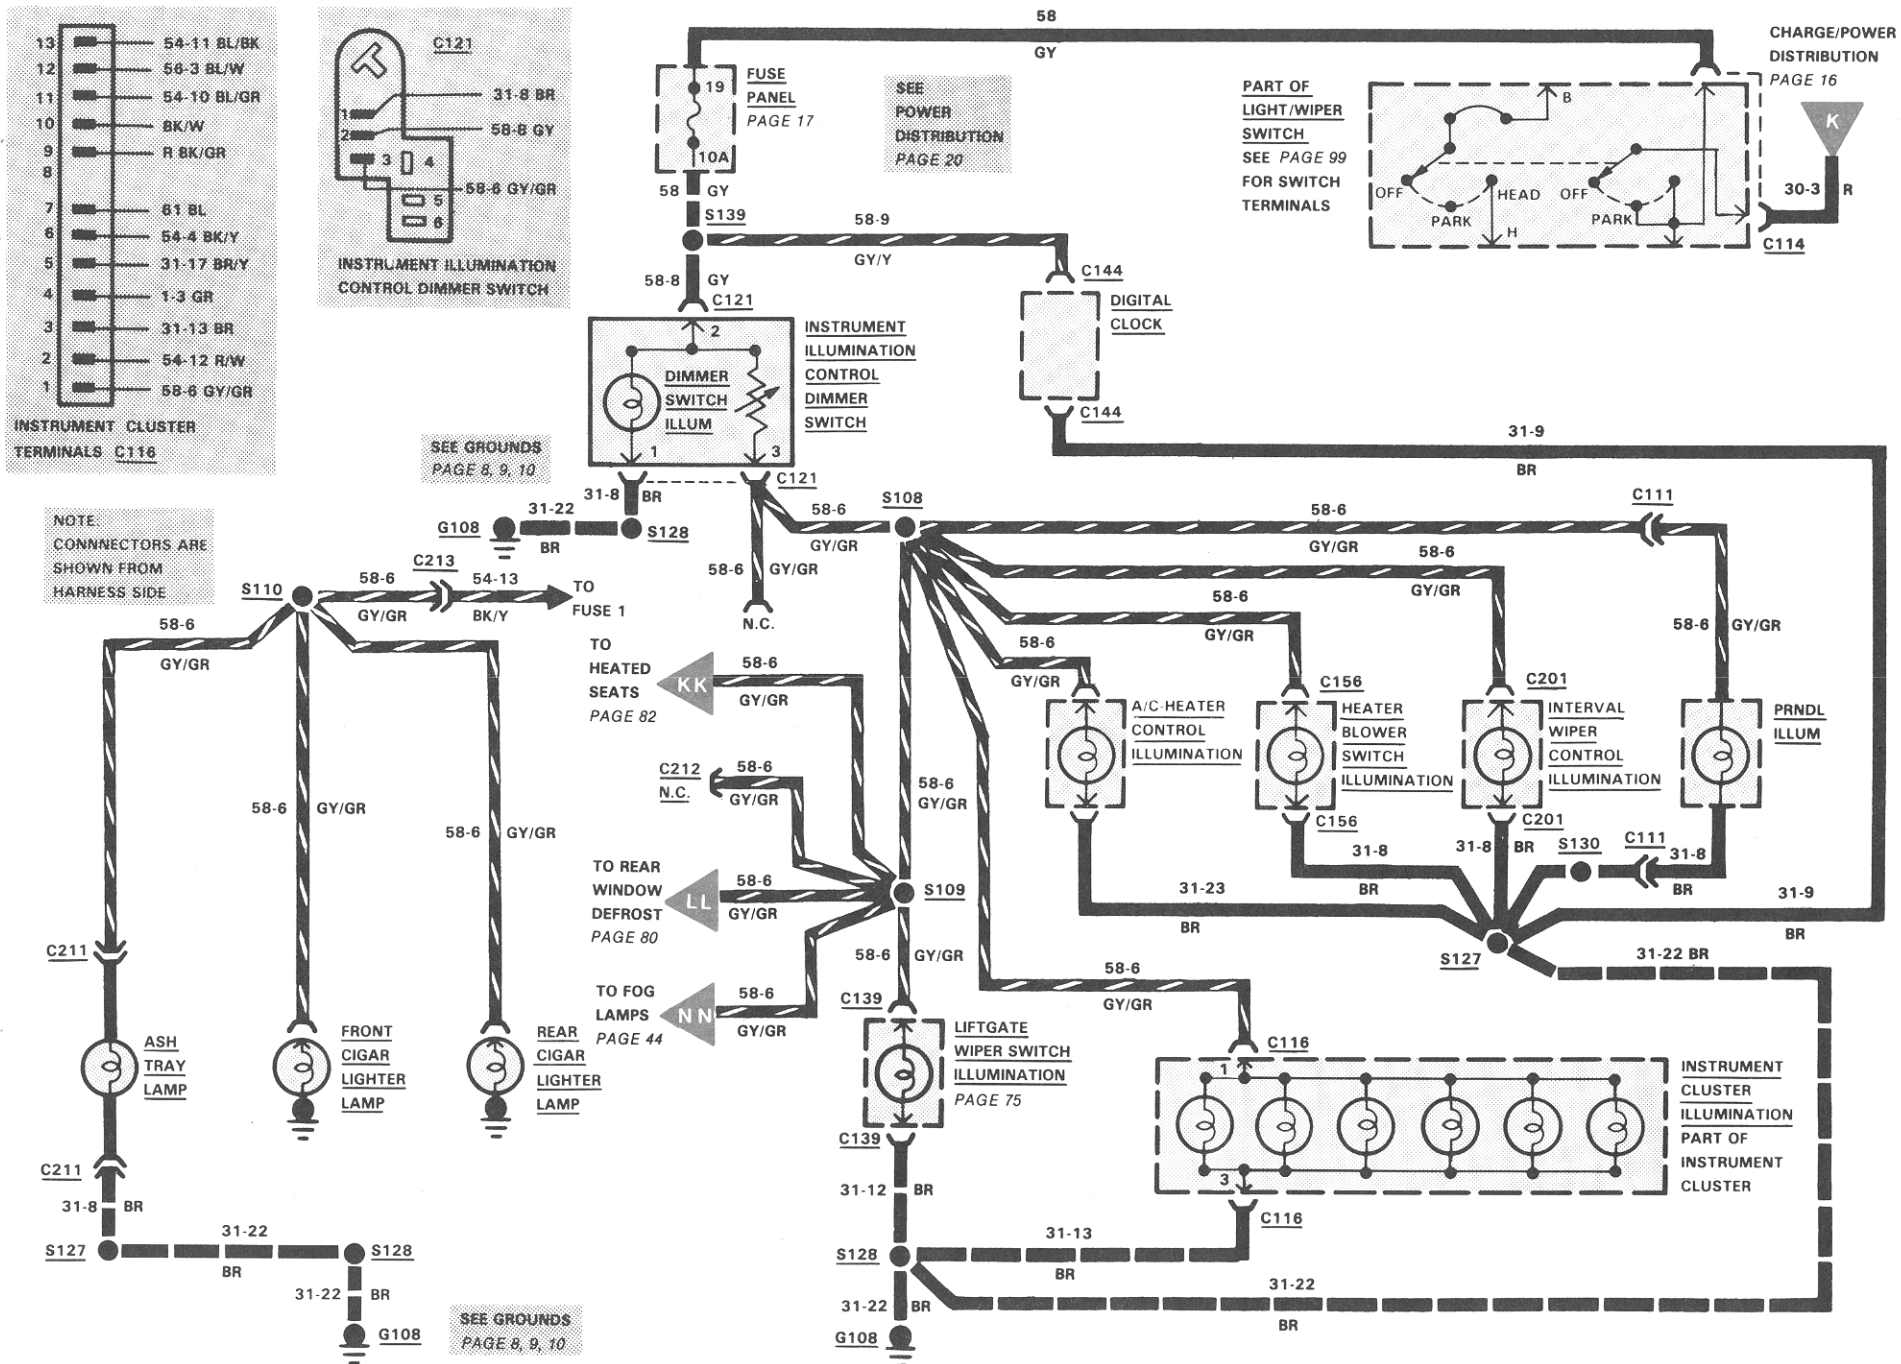 13 54-11 BL/BK
12 56-3 BL/W
11 54-10 BL/GR
10 BK/W
9 R BK/GR
8
7 61 BL
6 54-4 BK/Y
5 31-17 BR/Y
4 1-3 GR
3 31-13 BR
2 54-12 R/W
1 58-6 GY/GR
INSTRUMENT CLUSTER
TERMINALS C116
C121
1 31-8 BR
2 58-8 GY
3 4
58-6 GY/GR
5
6
INSTRUMENT ILLUMINATION
CONTROL DIMMER SWITCH
58
GY
19
10A
FUSE
PANEL
PAGE 17
SEE
POWER
DISTRIBUTION
PAGE 20
PART OF
LIGHT/WIPER
SWITCH
SEE PAGE 99
FOR SWITCH
TERMINALS
B
OFF
PARK
HEAD
H
OFF
PARK
CHARGE/POWER
DISTRIBUTION
PAGE 16
K
30-3 R
C114
58 GY
S139
58-9
GY/Y
58-8 GY
C121
C144
DIGITAL
CLOCK
C144
31-9
BR
2
DIMMER
SWITCH
ILLUM
1
3
INSTRUMENT
ILLUMINATION
CONTROL
DIMMER
SWITCH
SEE GROUNDS
PAGE 8, 9, 10
C121
31-8 BR
31-22
BR
G108
S128
NOTE:
CONNNECTORS ARE
SHOWN FROM
HARNESS SIDE
58-6
GY/GR
S108
58-6
GY/GR
C111
58-6 GY/GR
N.C.
58-6
GY/GR
58-6
GY/GR
58-6
GY/GR
58-6 GY/GR
S110
58-6
GY/GR
C213
54-13
BK/Y
TO
FUSE 1
58-6
GY/GR
58-6 GY/GR
58-6 GY/GR
TO
HEATED
SEATS
PAGE 82
KK
58-6
GY/GR
C212
N.C.
58-6
GY/GR
TO REAR
WINDOW
DEFROST
PAGE 80
LL
58-6
GY/GR
TO FOG
LAMPS
PAGE 44
NN
58-6
GY/GR
58-6
GY/GR
S109
58-6 GY/GR
C139
LIFTGATE
WIPER SWITCH
ILLUMINATION
PAGE 75
C139
31-12 BR
S128
31-22 BR
G108
A/C-HEATER
CONTROL
ILLUMINATION
C156
HEATER
BLOWER
SWITCH
ILLUMINATION
C156
C201
INTERVAL
WIPER
CONTROL
ILLUMINATION
C201
PRNDL
ILLUM
31-23
BR
31-8
BR
31-8 BR
S130
C111
31-8
BR
31-9
BR
S127
31-22 BR
58-6
GY/GR
C116
1
3
C116
INSTRUMENT
CLUSTER
ILLUMINATION
PART OF
INSTRUMENT
CLUSTER
31-13
BR
31-22
BR
C211
ASH
TRAY
LAMP
FRONT
CIGAR
LIGHTER
LAMP
REAR
CIGAR
LIGHTER
LAMP
C211
31-8 BR
S127
31-22
BR
S128
31-22 BR
G108
SEE GROUNDS
PAGE 8, 9, 10